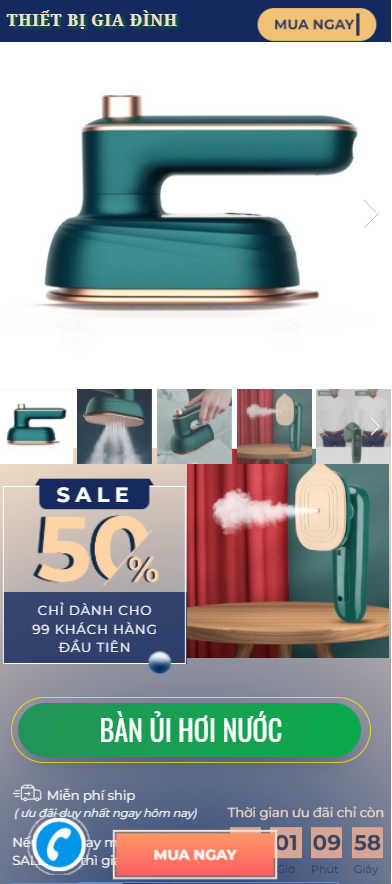 THIẾT BỊ GIA ĐÌNH
MUA NGAY
SALE
50%
CHỈ DÀNH CHO
99 KHÁCH HÀNG
ĐẦU TIÊN
BÀN ỦI HƠI NƯỚC
Miễn phí ship
( ưu đãi duy nhất ngay hôm nay)
Thời gian ưu đãi chỉ còn
01 09 58
Giờ Phút Giây
MUA NGAY